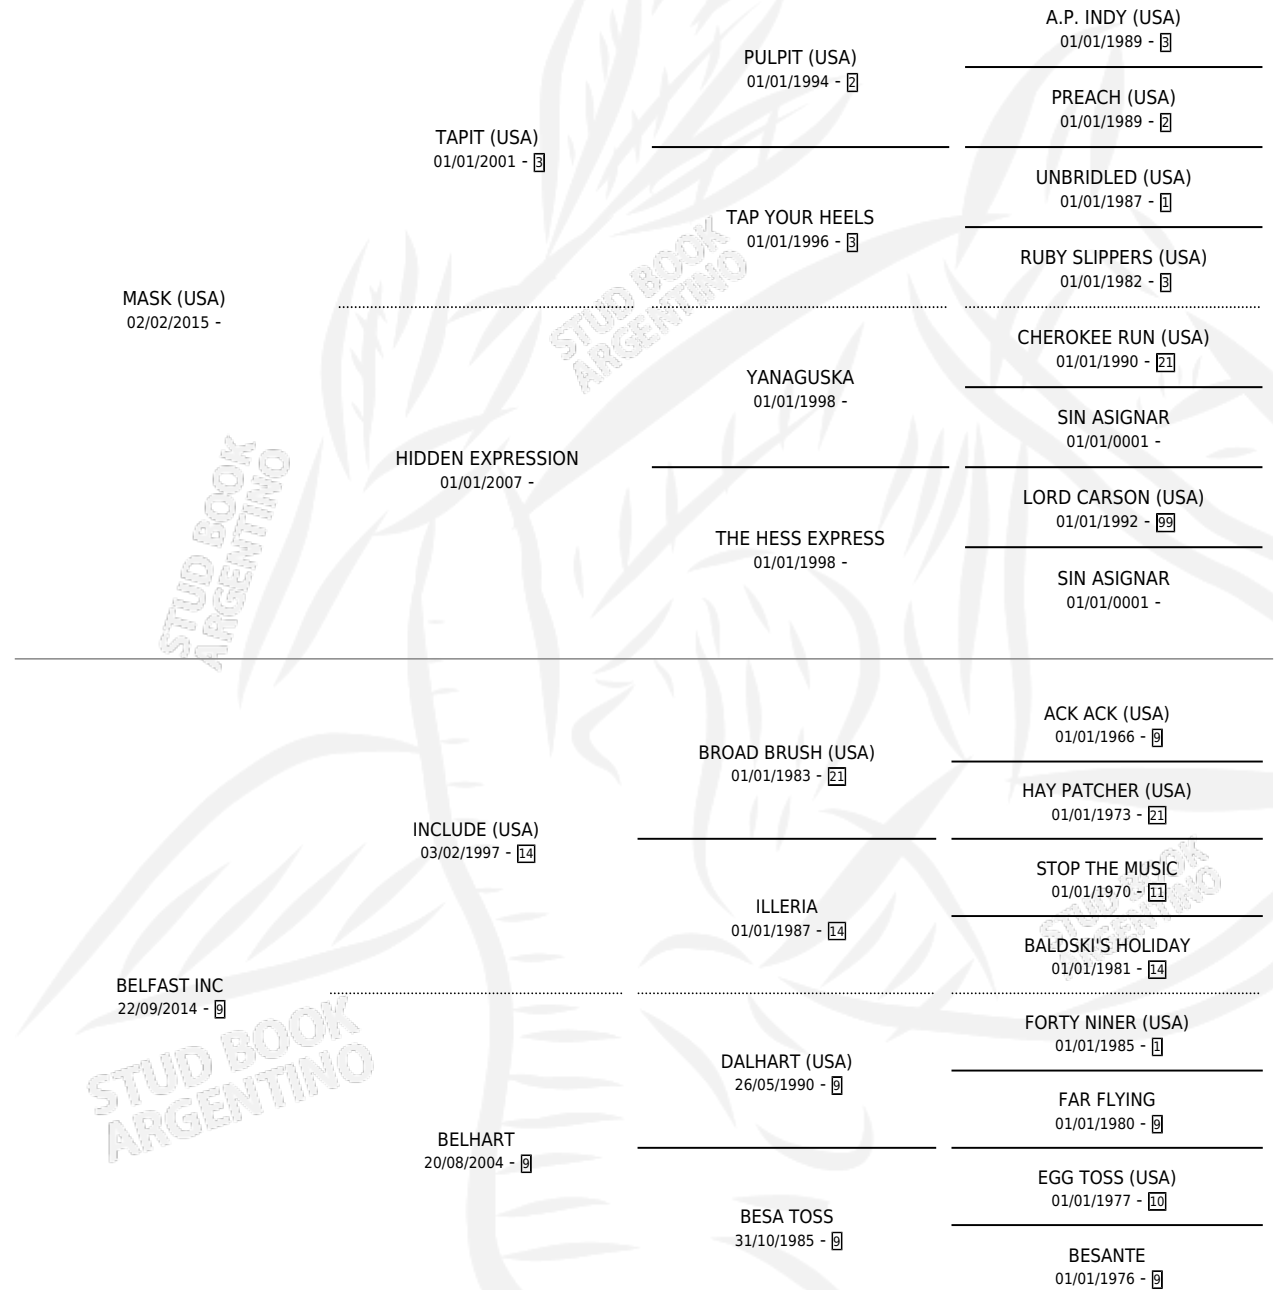 A.P. INDY (USA)
01/01/1989 - 3
PULPIT (USA)
01/01/1994 - 2
PREACH (USA)
01/01/1989 - 2
TAPIT (USA)
01/01/2001 - 3
UNBRIDLED (USA)
01/01/1987 - 1
TAP YOUR HEELS
01/01/1996 - 3
RUBY SLIPPERS (USA)
01/01/1982 - 3
MASK (USA)
02/02/2015 -
STUD BOOK
ARGENTINO
CHEROKEE RUN (USA)
01/01/1990 - 21
YANAGUSKA
01/01/1998 -
SIN ASIGNAR
01/01/0001 -
HIDDEN EXPRESSION
01/01/2007 -
LORD CARSON (USA)
01/01/1992 - 99
THE HESS EXPRESS
01/01/1998 -
SIN ASIGNAR
01/01/0001 -
STUD BOOK
ARGENTINO
ACK ACK (USA)
01/01/1966 - 9
BROAD BRUSH (USA)
01/01/1983 - 21
HAY PATCHER (USA)
01/01/1973 - 21
INCLUDE (USA)
03/02/1997 - 14
STOP THE MUSIC
01/01/1970 - 11
ILLERIA
01/01/1987 - 14
BALDSKI'S HOLIDAY
01/01/1981 - 14
STUD BOOK
ARGENTINO
BELFAST INC
22/09/2014 - 9
FORTY NINER (USA)
01/01/1985 - 1
DALHART (USA)
26/05/1990 - 9
FAR FLYING
01/01/1980 - 9
STUD BOOK
ARGENTINO
BELHART
20/08/2004 - 9
EGG TOSS (USA)
01/01/1977 - 10
BESA TOSS
31/10/1985 - 9
BESANTE
01/01/1976 - 9